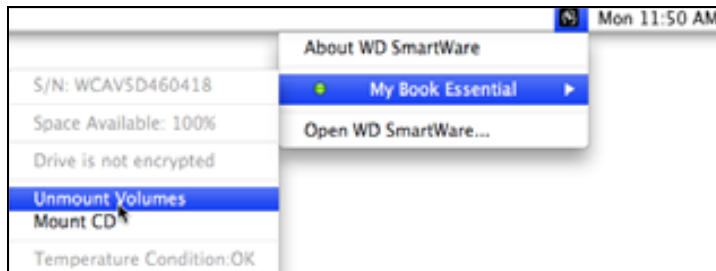 Mon 11:50 AM
About WD SmartWare
My Book Essential
Open WD SmartWare...
S/N: WCAV5D460418
Space Available: 100%
Drive is not encrypted
Unmount Volumes
Mount CD
Temperature Condition:OK